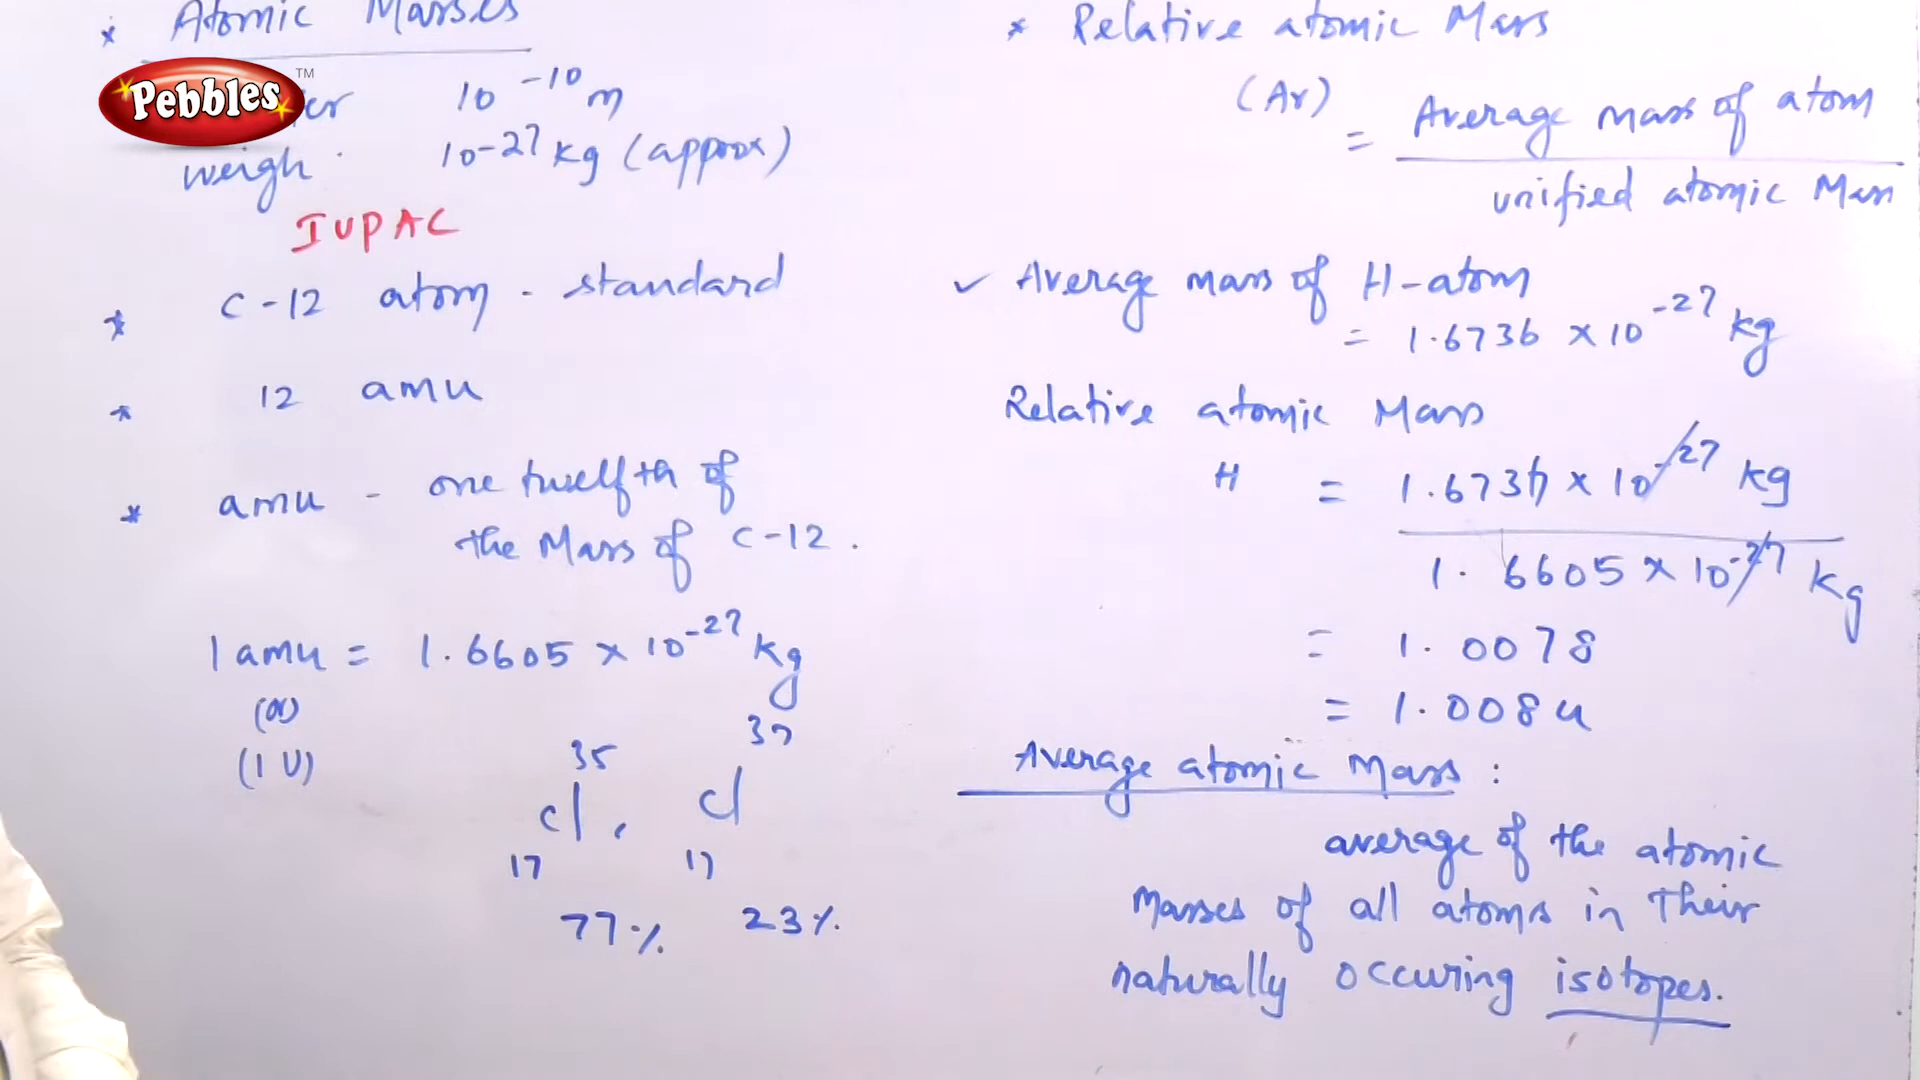 * Atomic Masses
Pebbles TM
10⁻¹⁰ m
weigh. 10⁻²⁷ kg (approx)
IUPAC
* C-12 atom - standard
* 12 amu
* amu - one twelfth of
the Mass of C-12.
1 amu = 1.6605 × 10⁻²⁷ kg
(or)
(1 U)
35 37
Cl, Cl
17 17
77% 23%
* Relative atomic Mass
(Ar) = Average mass of atom
unified atomic Mass
✓ Average mass of H-atom
= 1.6736 × 10⁻²⁷ kg
Relative atomic Mass
H = 1.6736 × 10⁻²⁷ kg
1.6605 × 10⁻²⁷ kg
= 1.0078
= 1.008 u
Average atomic Mass :
average of the atomic
Masses of all atoms in their
naturally occuring isotopes.